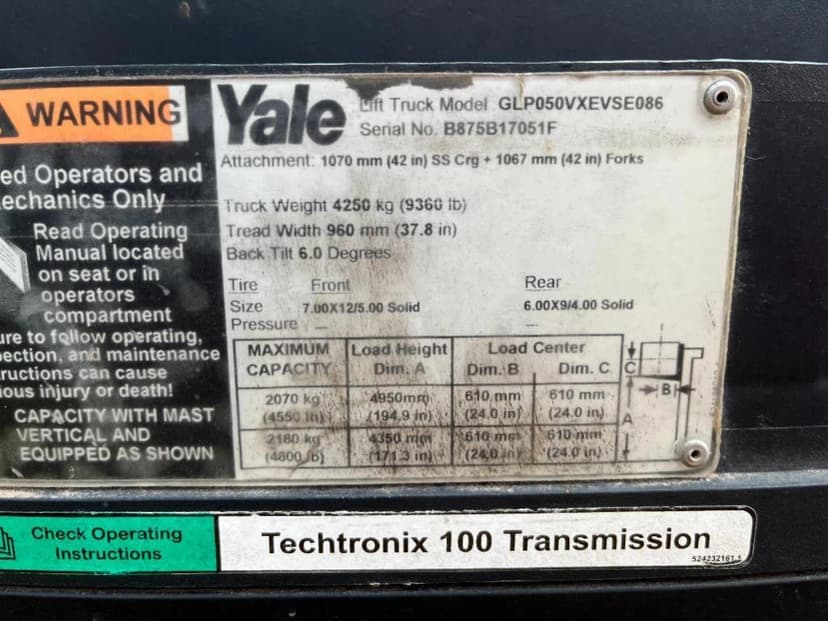 WARNING
ed Operators and
echanics Only
Read Operating
Manual located
on seat or in
operators
compartment
ure to follow operating,
pection, and maintenance
ructions can cause
ious injury or death!
CAPACITY WITH MAST
VERTICAL AND
EQUIPPED AS SHOWN
Yale
Lift Truck Model GLP050VXEVSE086
Serial No. B875B17051F
Attachment: 1070 mm (42 in) SS Crg + 1067 mm (42 in) Forks
Truck Weight 4250 kg (9360 lb)
Tread Width 960 mm (37.8 in)
Back Tilt 6.0 Degrees
Tire Front Rear
Size 7.00X12/5.00 Solid 6.00X9/4.00 Solid
Pressure — —
MAXIMUM Load Height Load Center
CAPACITY Dim. A Dim. B Dim. C
2070 kg 4950mm 610 mm 610 mm
(4550 lb) (194.9 in) (24.0 in) (24.0 in)
2180 kg 4350 mm 610 mm 610 mm
(4800 lb) (171.3 in) (24.0 in) (24.0 in)
C
B
A
Check Operating
Instructions
Techtronix 100 Transmission
524232161.1